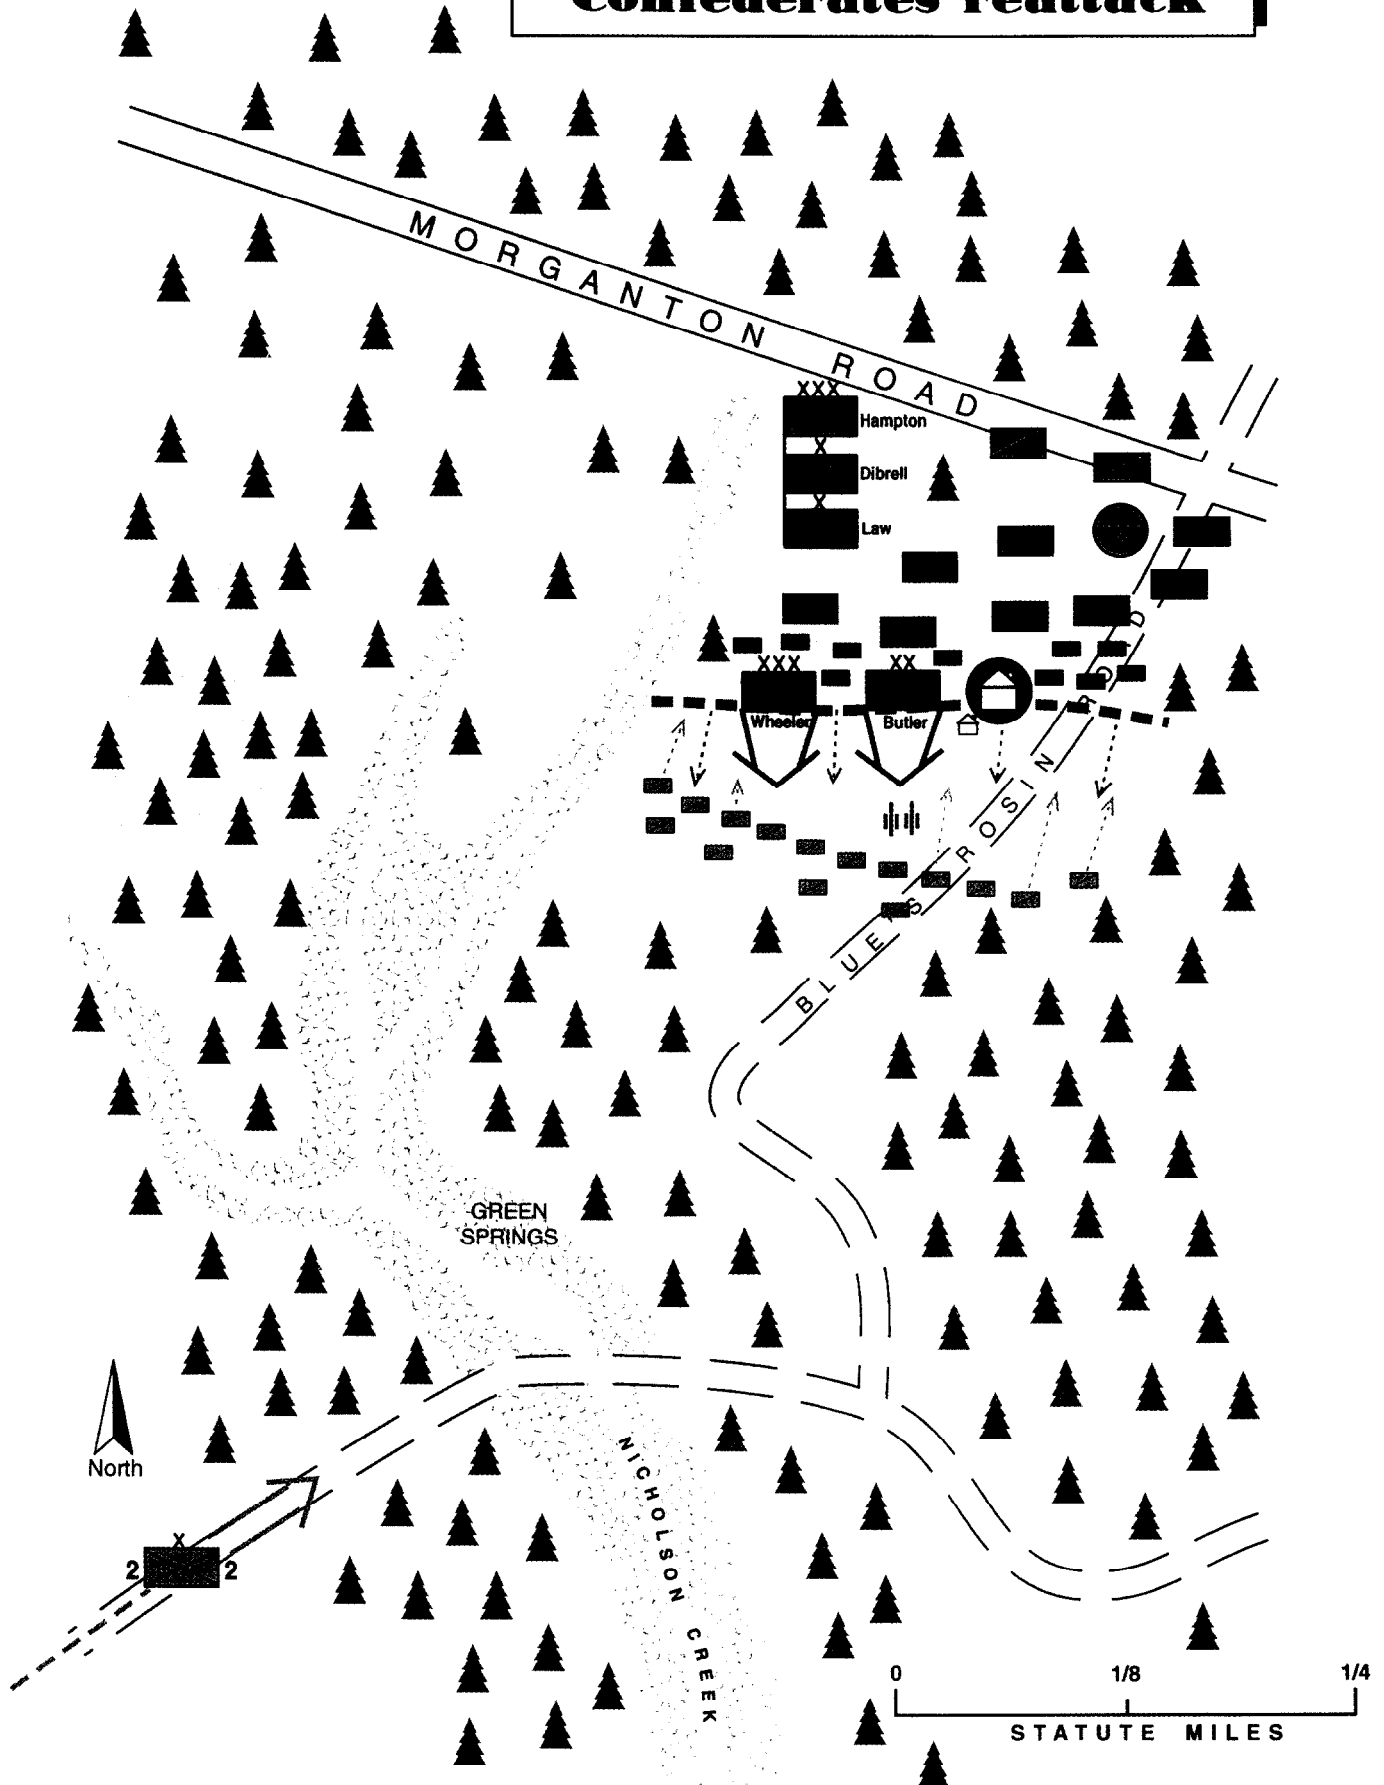 Confederates reattack
MORGANTON ROAD
XXX
Hampton
X
Dibrell
X
Law
XXX
XX
Wheeler
Butler
BLUE'S ROSIN ROAD
GREEN
SPRINGS
North
NICHOLSON CREEK
X
2 2
0 1/8 1/4
STATUTE MILES